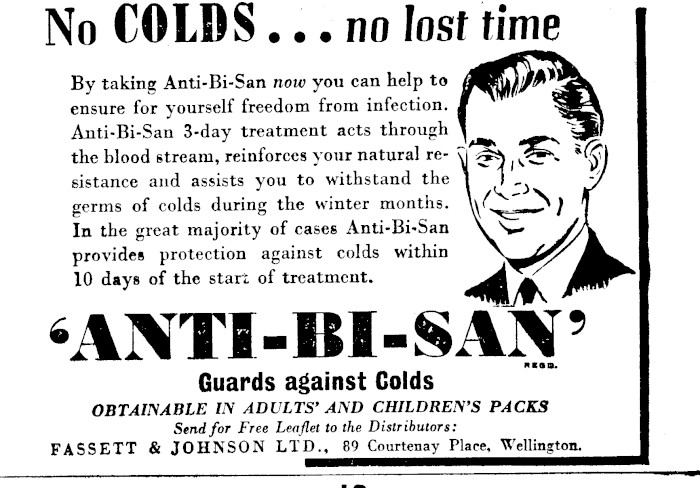 No COLDS... no lost time
By taking Anti-Bi-San now you can help to
ensure for yourself freedom from infection.
Anti-Bi-San 3-day treatment acts through
the blood stream, reinforces your natural re-
sistance and assists you to withstand the
germs of colds during the winter months.
In the great majority of cases Anti-Bi-San
provides protection against colds within
10 days of the start of treatment.
'ANTI-BI-SAN'
REGD.
Guards against Colds
OBTAINABLE IN ADULTS' AND CHILDREN'S PACKS
Send for Free Leaflet to the Distributors:
FASSETT & JOHNSON LTD., 89 Courtenay Place, Wellington.